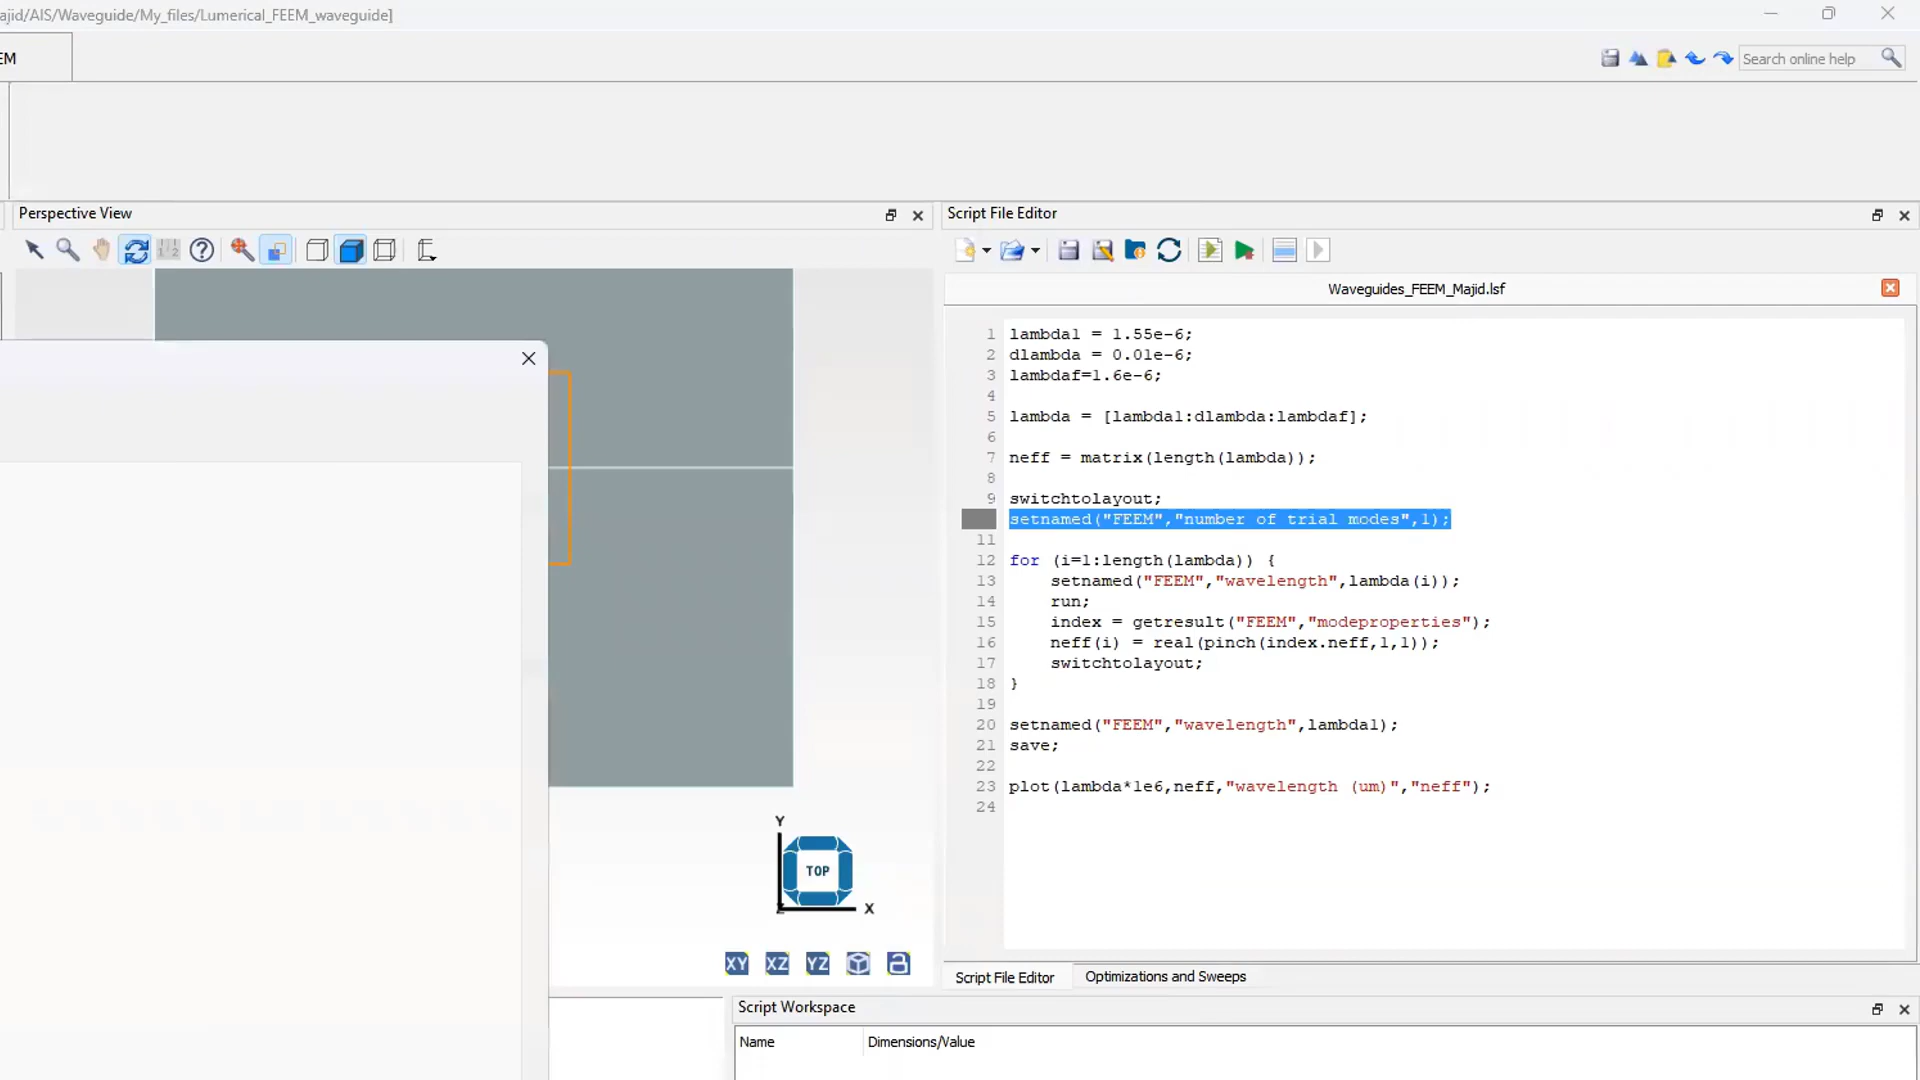 ajid/AIS/Waveguide/My_files/Lumerical_FEEM_waveguide]
EM
Search online help
Perspective View
Script File Editor
Waveguides_FEEM_Majid.lsf
1 lambda1 = 1.55e-6;
2 dlambda = 0.01e-6;
3 lambdaf=1.6e-6;
4
5 lambda = [lambda1:dlambda:lambdaf];
6
7 neff = matrix(length(lambda));
8
9 switchtolayout;
setnamed("FEEM","number of trial modes",1);
11
12 for (i=1:length(lambda)) {
13 setnamed("FEEM","wavelength",lambda(i));
14 run;
15 index = getresult("FEEM","modeproperties");
16 neff(i) = real(pinch(index.neff,1,1));
17 switchtolayout;
18 }
19
20 setnamed("FEEM","wavelength",lambda1);
21 save;
22
23 plot(lambda*1e6,neff,"wavelength (um)","neff");
24
Y
TOP
Z
X
XY XZ YZ
Script File Editor
Optimizations and Sweeps
Script Workspace
Name
Dimensions/Value